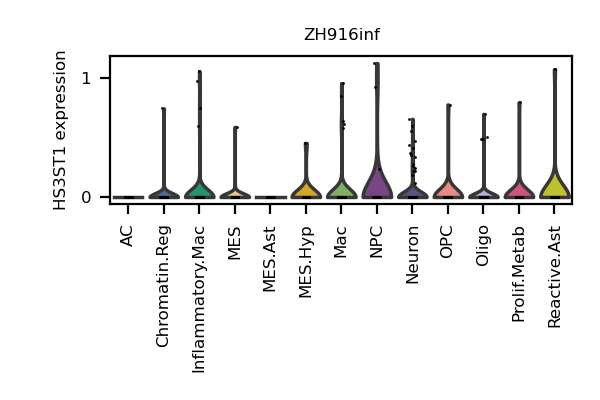 ZH916inf
HS3ST1 expression
1
0
AC
Chromatin.Reg
Inflammatory.Mac
MES
MES.Ast
MES.Hyp
Mac
NPC
Neuron
OPC
Oligo
Prolif.Metab
Reactive.Ast